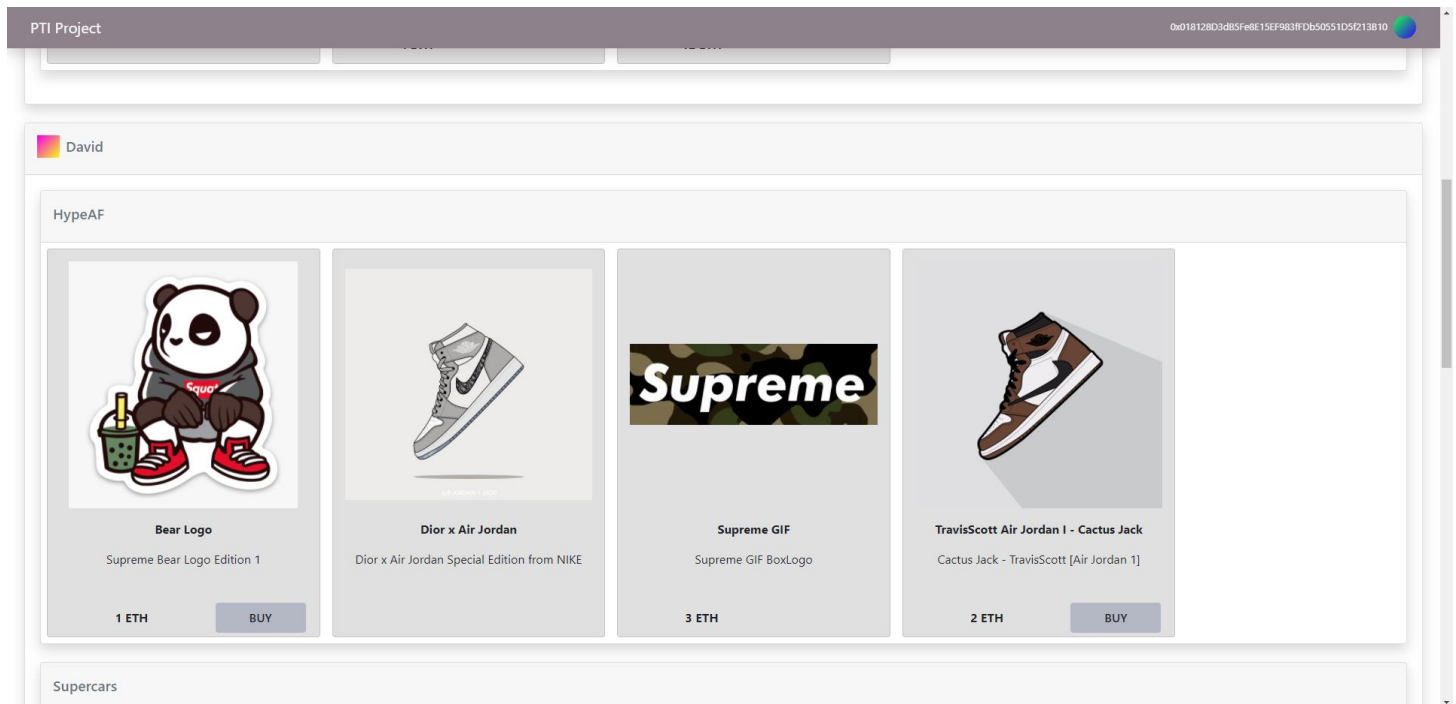 PTI Project
0x018128D3dB5Fe8E15EF983fFDb50551D5f213B10
David
HypeAF
Squat
Supreme
Bear Logo
Dior x Air Jordan
Supreme GIF
TravisScott Air Jordan I - Cactus Jack
Supreme Bear Logo Edition 1
Dior x Air Jordan Special Edition from NIKE
Supreme GIF BoxLogo
Cactus Jack - TravisScott [Air Jordan 1]
1 ETH
BUY
3 ETH
2 ETH
BUY
Supercars